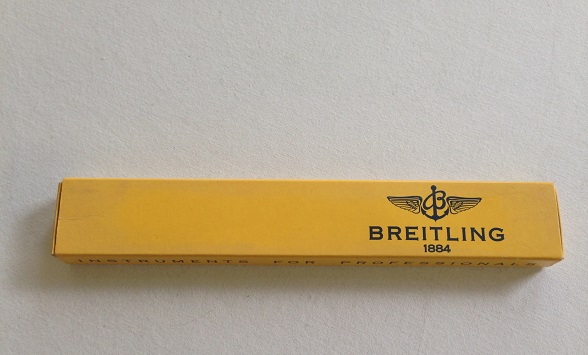 B
BREITLING
1884
INSTRUMENTS FOR PROFESSIONALS